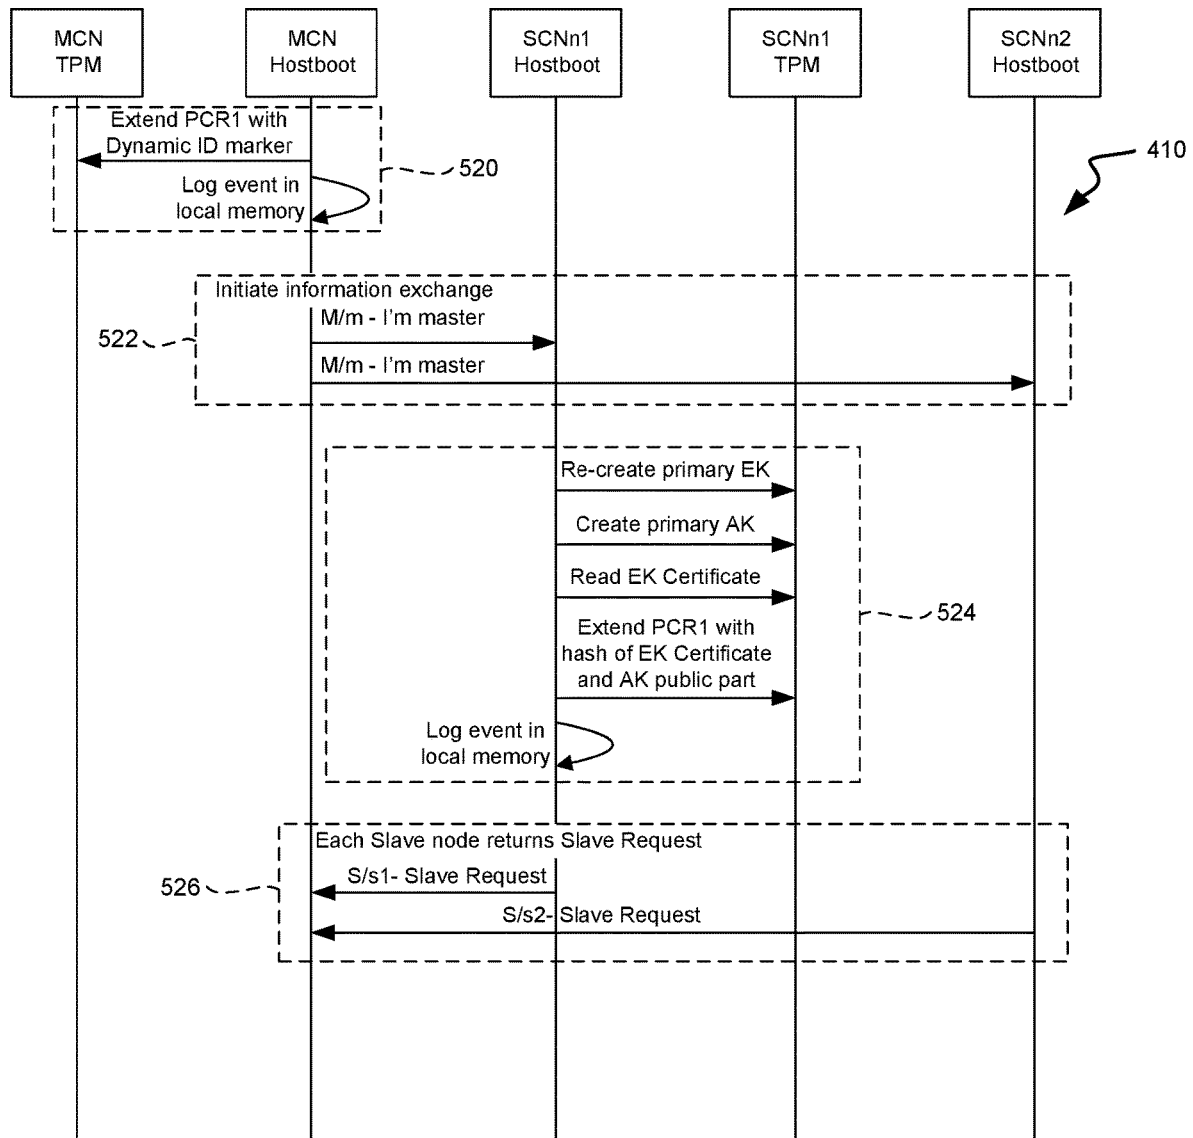 MCN
TPM
MCN
Hostboot
SCNn1
Hostboot
SCNn1
TPM
SCNn2
Hostboot
Extend PCR1 with
Dynamic ID marker
Log event in
local memory
520
410
Initiate information exchange
M/m - I'm master
M/m - I'm master
522
Re-create primary EK
Create primary AK
Read EK Certificate
Extend PCR1 with
hash of EK Certificate
and AK public part
524
Log event in
local memory
Each Slave node returns Slave Request
S/s1- Slave Request
S/s2- Slave Request
526